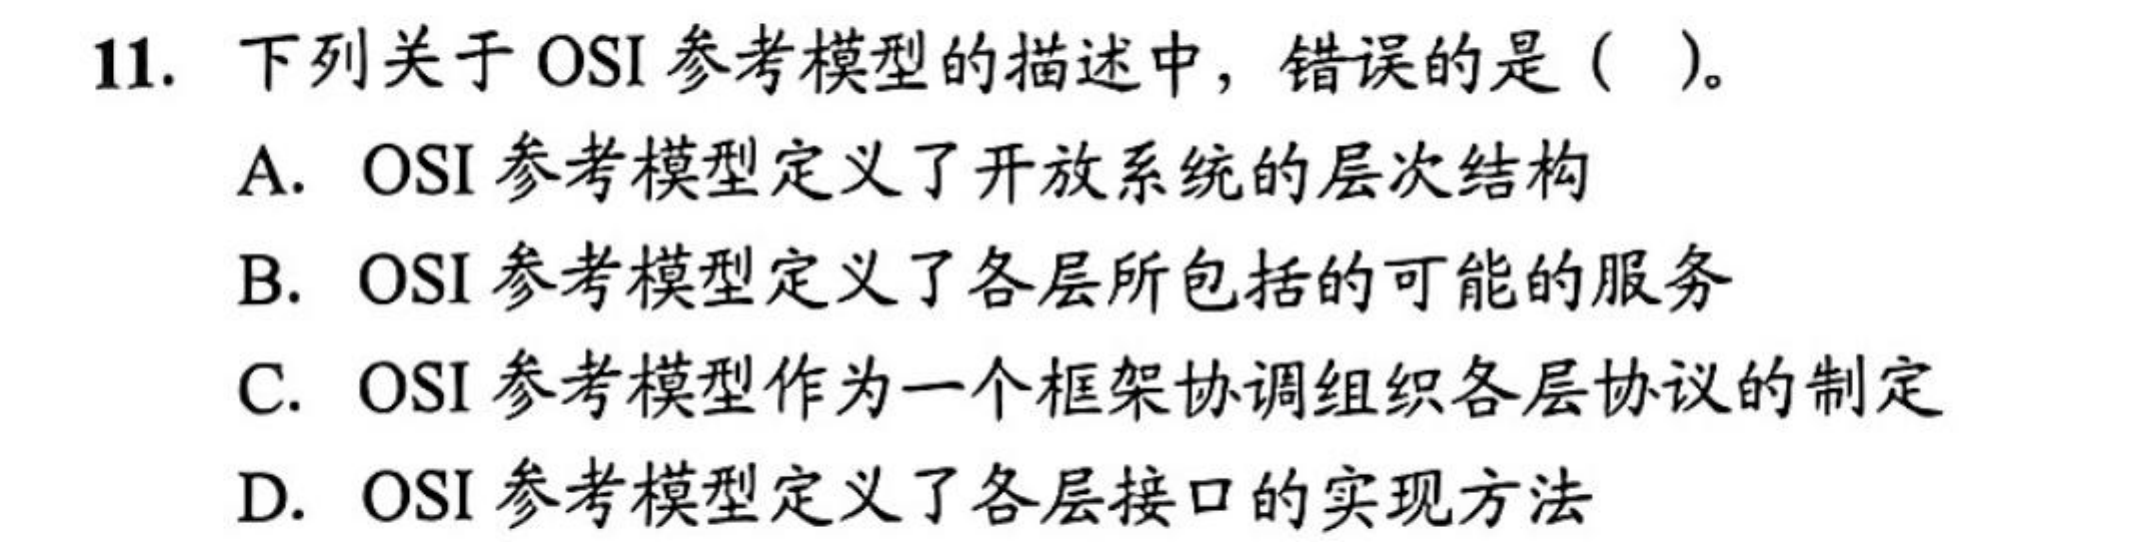 11. 下列关于 OSI 参考模型的描述中，错误的是（ ）。
A. OSI 参考模型定义了开放系统的层次结构
B. OSI 参考模型定义了各层所包括的可能的服务
C. OSI 参考模型作为一个框架协调组织各层协议的制定
D. OSI 参考模型定义了各层接口的实现方法